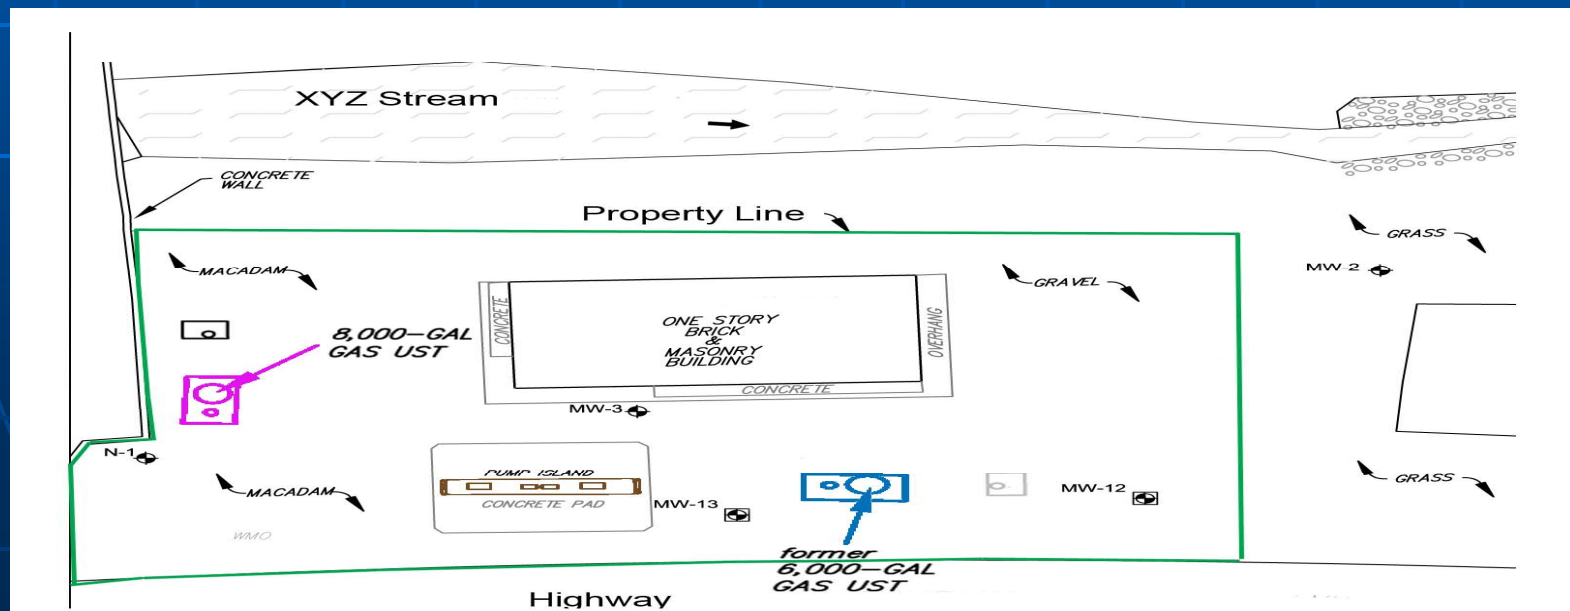 XYZ Stream
CONCRETE
WALL
Property Line
GRASS
MACADAM
MW-2
GRAVEL
8,000-GAL
GAS UST
CONCRETE
ONE STORY
BRICK
&
MASONRY
BUILDING
OVERHANG
CONCRETE
MW-3
N-1
PUMP ISLAND
CONCRETE PAD
MACADAM
MW-13
MW-12
GRASS
WMO
former
6,000-GAL
GAS UST
Highway